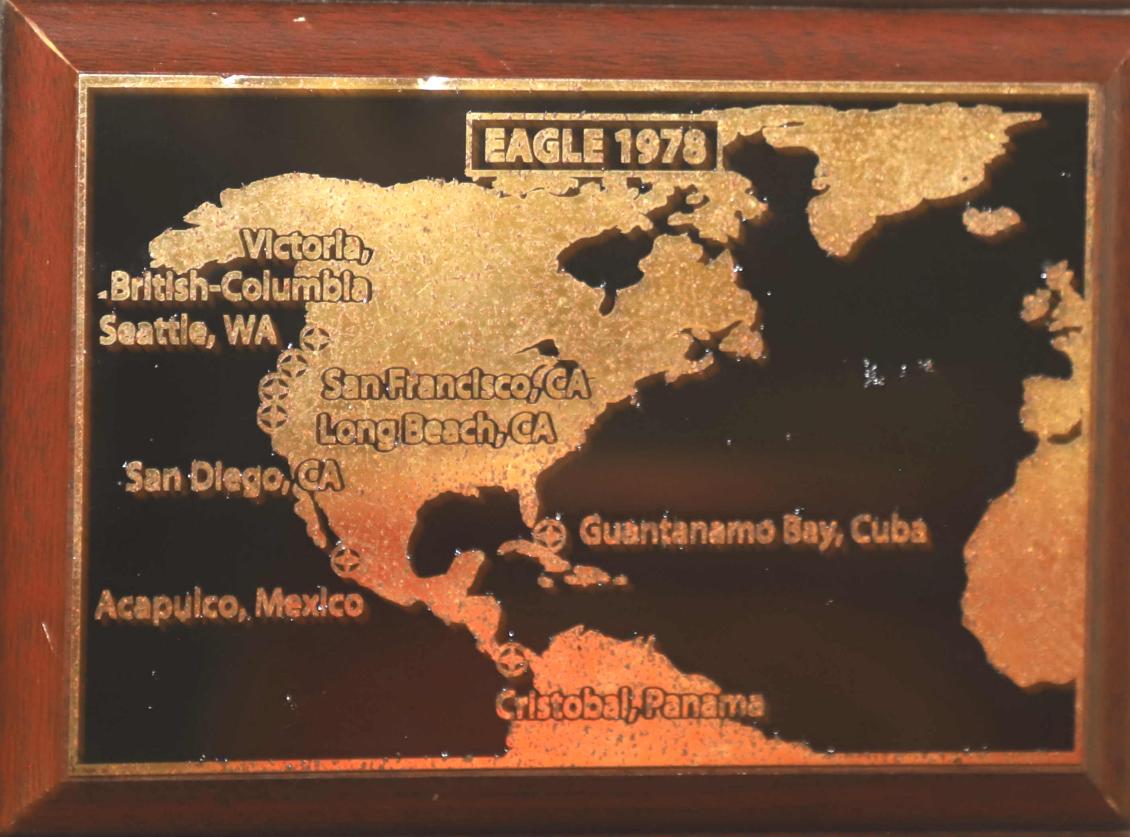 EAGLE 1978
Victoria,
British-Columbia
Seattle, WA
San Francisco, CA
Long Beach, CA
San Diego, CA
Guantanamo Bay, Cuba
Acapulco, Mexico
Cristobal, Panama